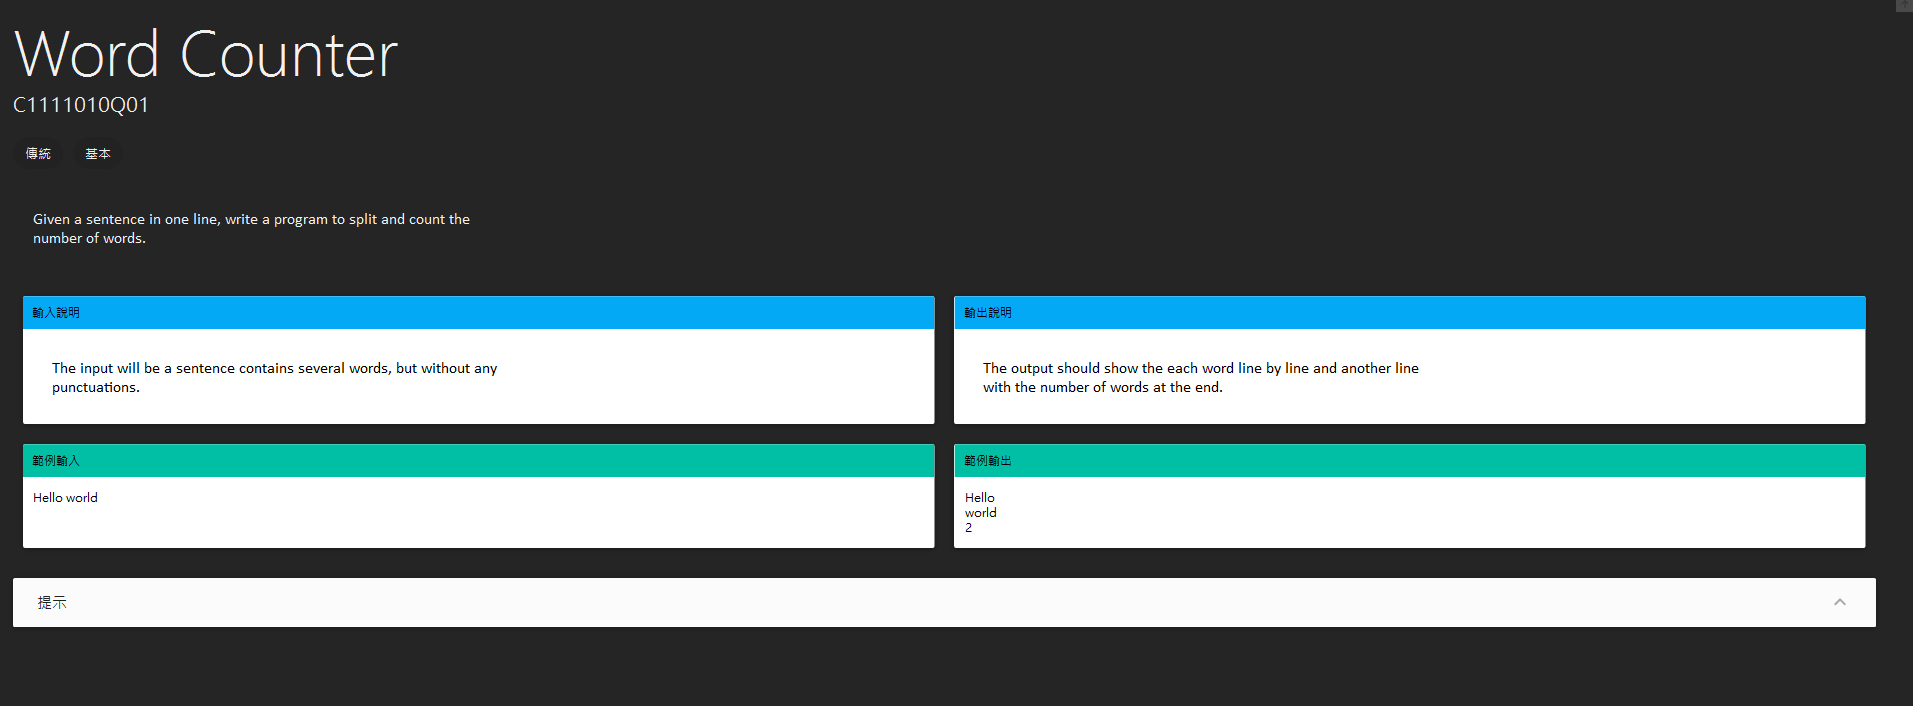 Word Counter
C1111010Q01
傳統 基本
Given a sentence in one line, write a program to split and count the
number of words.
輸入說明
The input will be a sentence contains several words, but without any
punctuations.
輸出說明
The output should show the each word line by line and another line
with the number of words at the end.
範例輸入
Hello world
範例輸出
Hello
world
2
提示